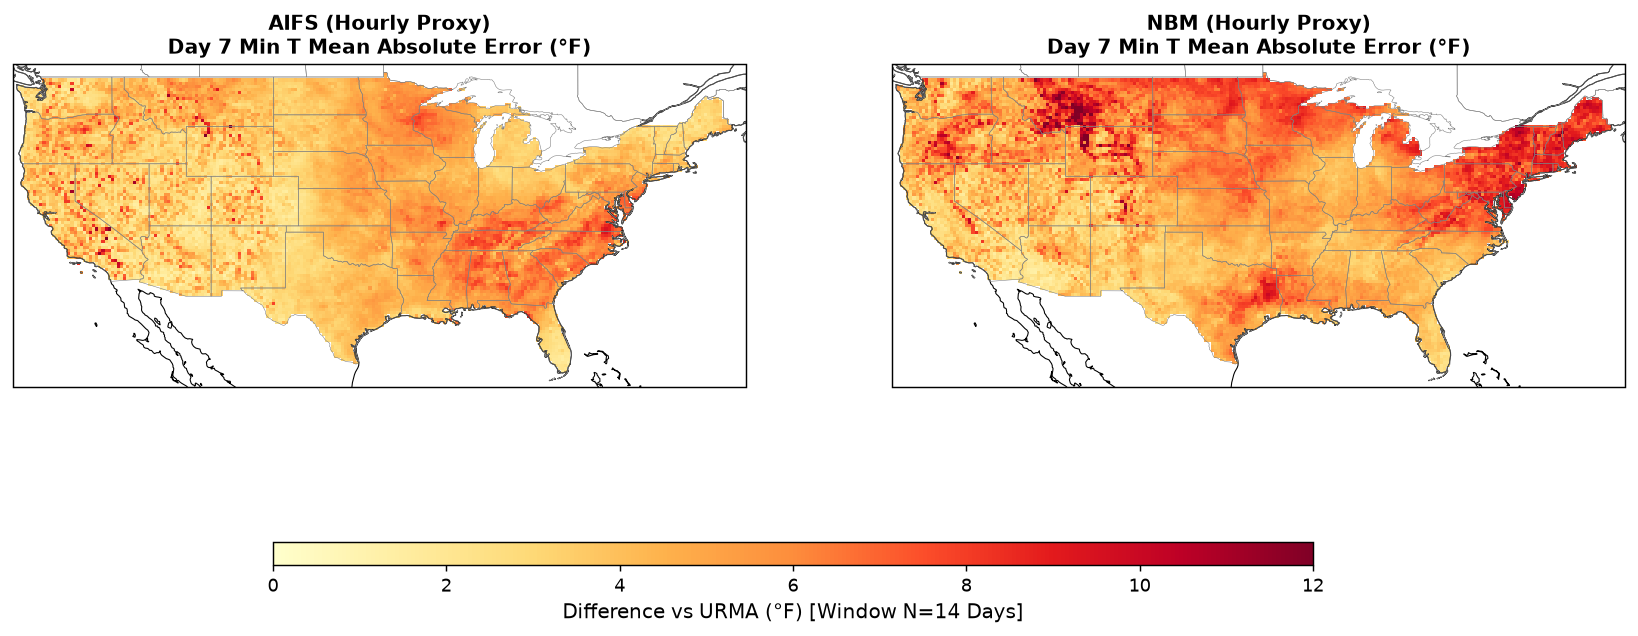 AIFS (Hourly Proxy)
Day 7 Min T Mean Absolute Error (°F)
NBM (Hourly Proxy)
Day 7 Min T Mean Absolute Error (°F)
0 2 4 6 8 10 12
Difference vs URMA (°F) [Window N=14 Days]